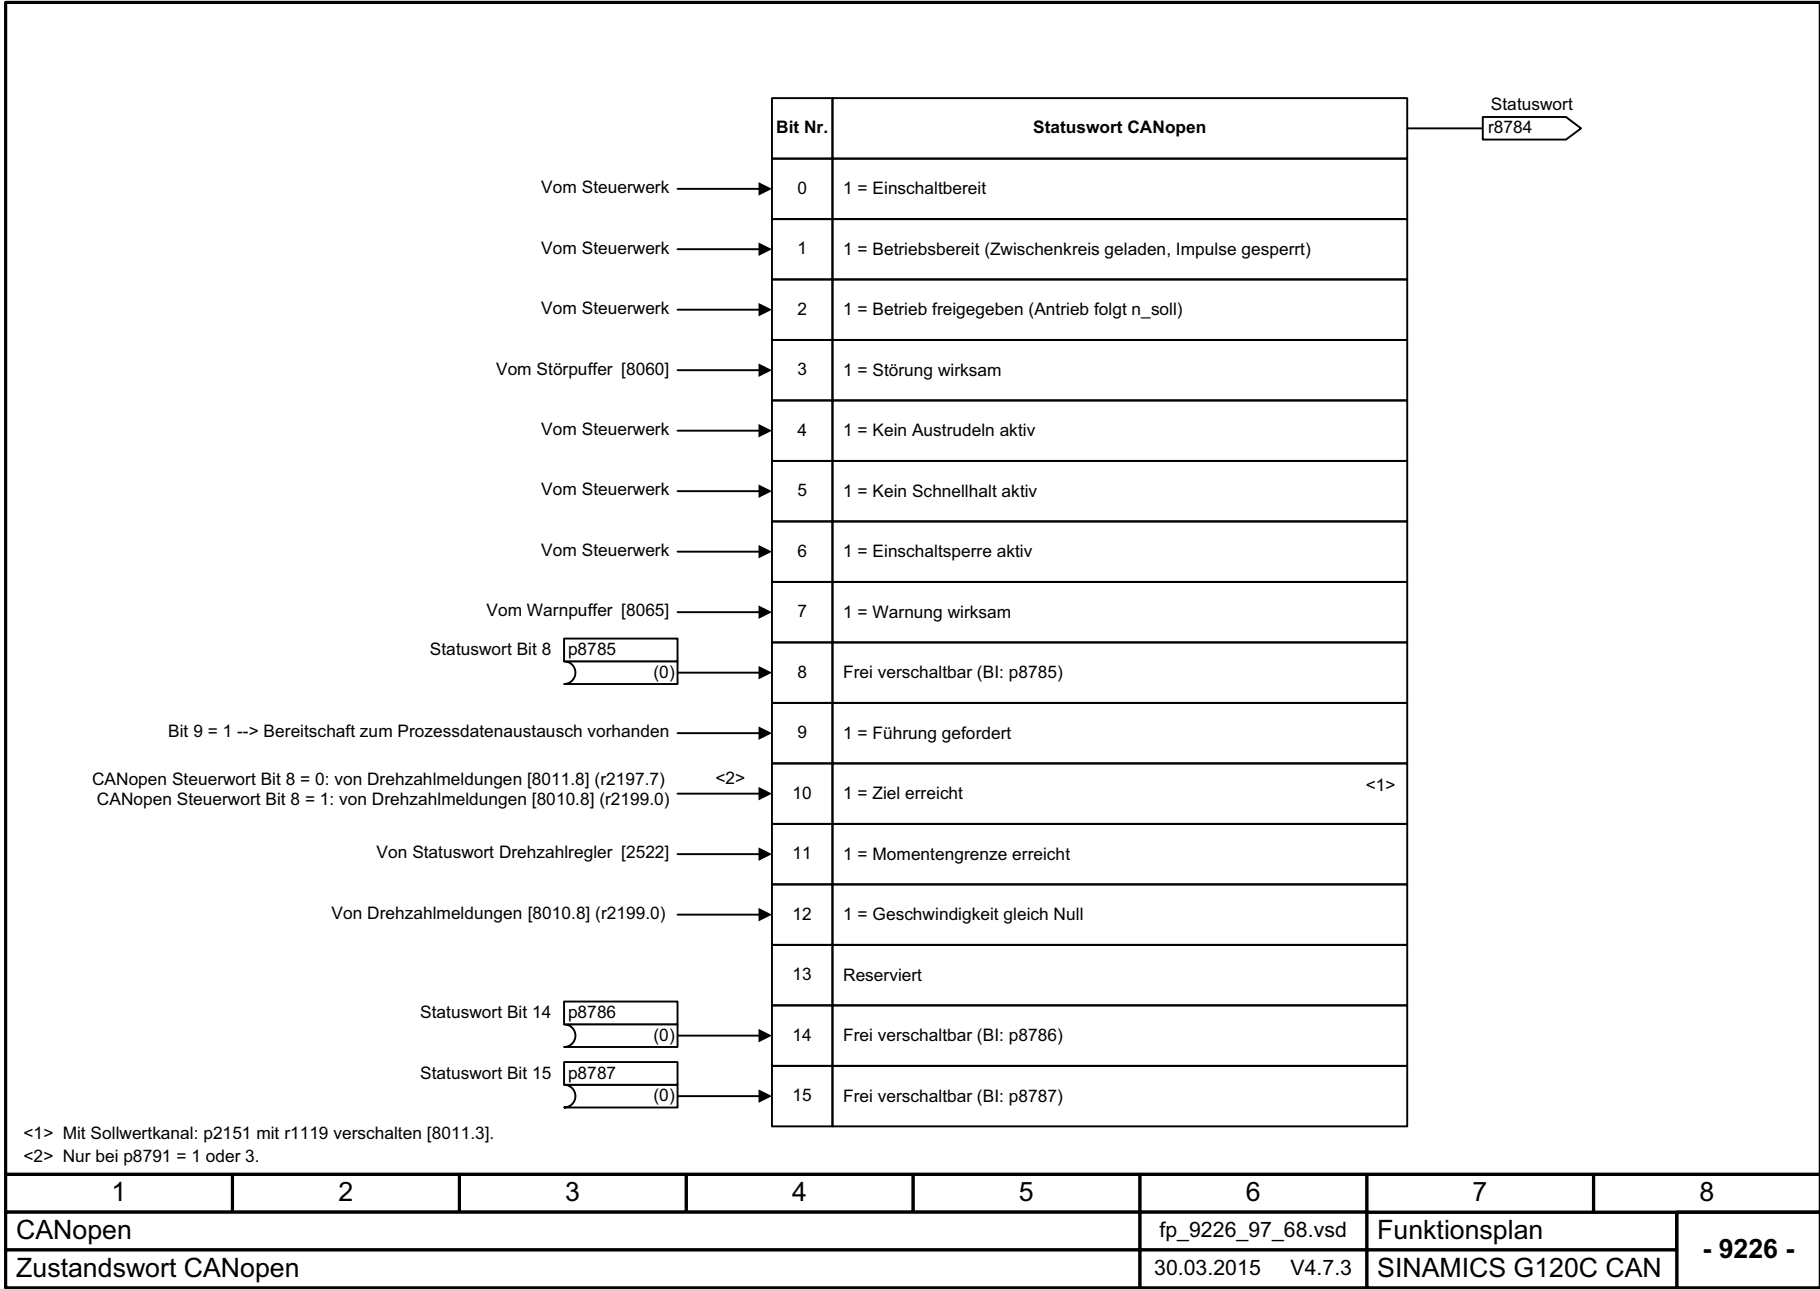 Bit Nr. Statuswort CANopen
Statuswort
r8784
Vom Steuerwerk 0 1 = Einschaltbereit
Vom Steuerwerk 1 1 = Betriebsbereit (Zwischenkreis geladen, Impulse gesperrt)
Vom Steuerwerk 2 1 = Betrieb freigegeben (Antrieb folgt n_soll)
Vom Störpuffer [8060] 3 1 = Störung wirksam
Vom Steuerwerk 4 1 = Kein Austrudeln aktiv
Vom Steuerwerk 5 1 = Kein Schnellhalt aktiv
Vom Steuerwerk 6 1 = Einschaltsperre aktiv
Vom Warnpuffer [8065] 7 1 = Warnung wirksam
Statuswort Bit 8 p8785
(0) 8 Frei verschaltbar (BI: p8785)
Bit 9 = 1 --> Bereitschaft zum Prozessdatenaustausch vorhanden 9 1 = Führung gefordert
CANopen Steuerwort Bit 8 = 0: von Drehzahlmeldungen [8011.8] (r2197.7) <2>
CANopen Steuerwort Bit 8 = 1: von Drehzahlmeldungen [8010.8] (r2199.0) 10 1 = Ziel erreicht <1>
Von Statuswort Drehzahlregler [2522] 11 1 = Momentengrenze erreicht
Von Drehzahlmeldungen [8010.8] (r2199.0) 12 1 = Geschwindigkeit gleich Null
13 Reserviert
Statuswort Bit 14 p8786
(0) 14 Frei verschaltbar (BI: p8786)
Statuswort Bit 15 p8787
(0) 15 Frei verschaltbar (BI: p8787)
<1> Mit Sollwertkanal: p2151 mit r1119 verschalten [8011.3].
<2> Nur bei p8791 = 1 oder 3.
1 2 3 4 5 6 7 8
CANopen fp_9226_97_68.vsd Funktionsplan - 9226 -
Zustandswort CANopen 30.03.2015 V4.7.3 SINAMICS G120C CAN